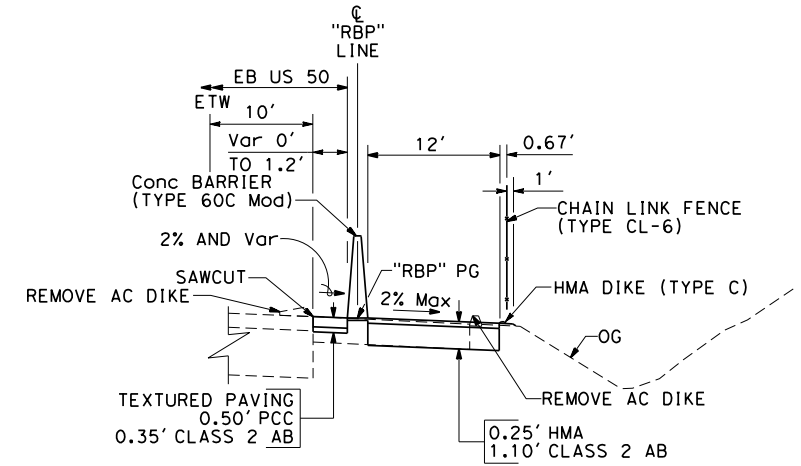 ℄
"RBP"
LINE
EB US 50
ETW
10'
Var 0'
TO 1.2'
12'
0.67'
1'
Conc BARRIER
(TYPE 60C Mod)
CHAIN LINK FENCE
(TYPE CL-6)
2% AND Var
SAWCUT
"RBP" PG
REMOVE AC DIKE
2% Max
HMA DIKE (TYPE C)
OG
TEXTURED PAVING
0.50' PCC
0.35' CLASS 2 AB
REMOVE AC DIKE
0.25' HMA
1.10' CLASS 2 AB